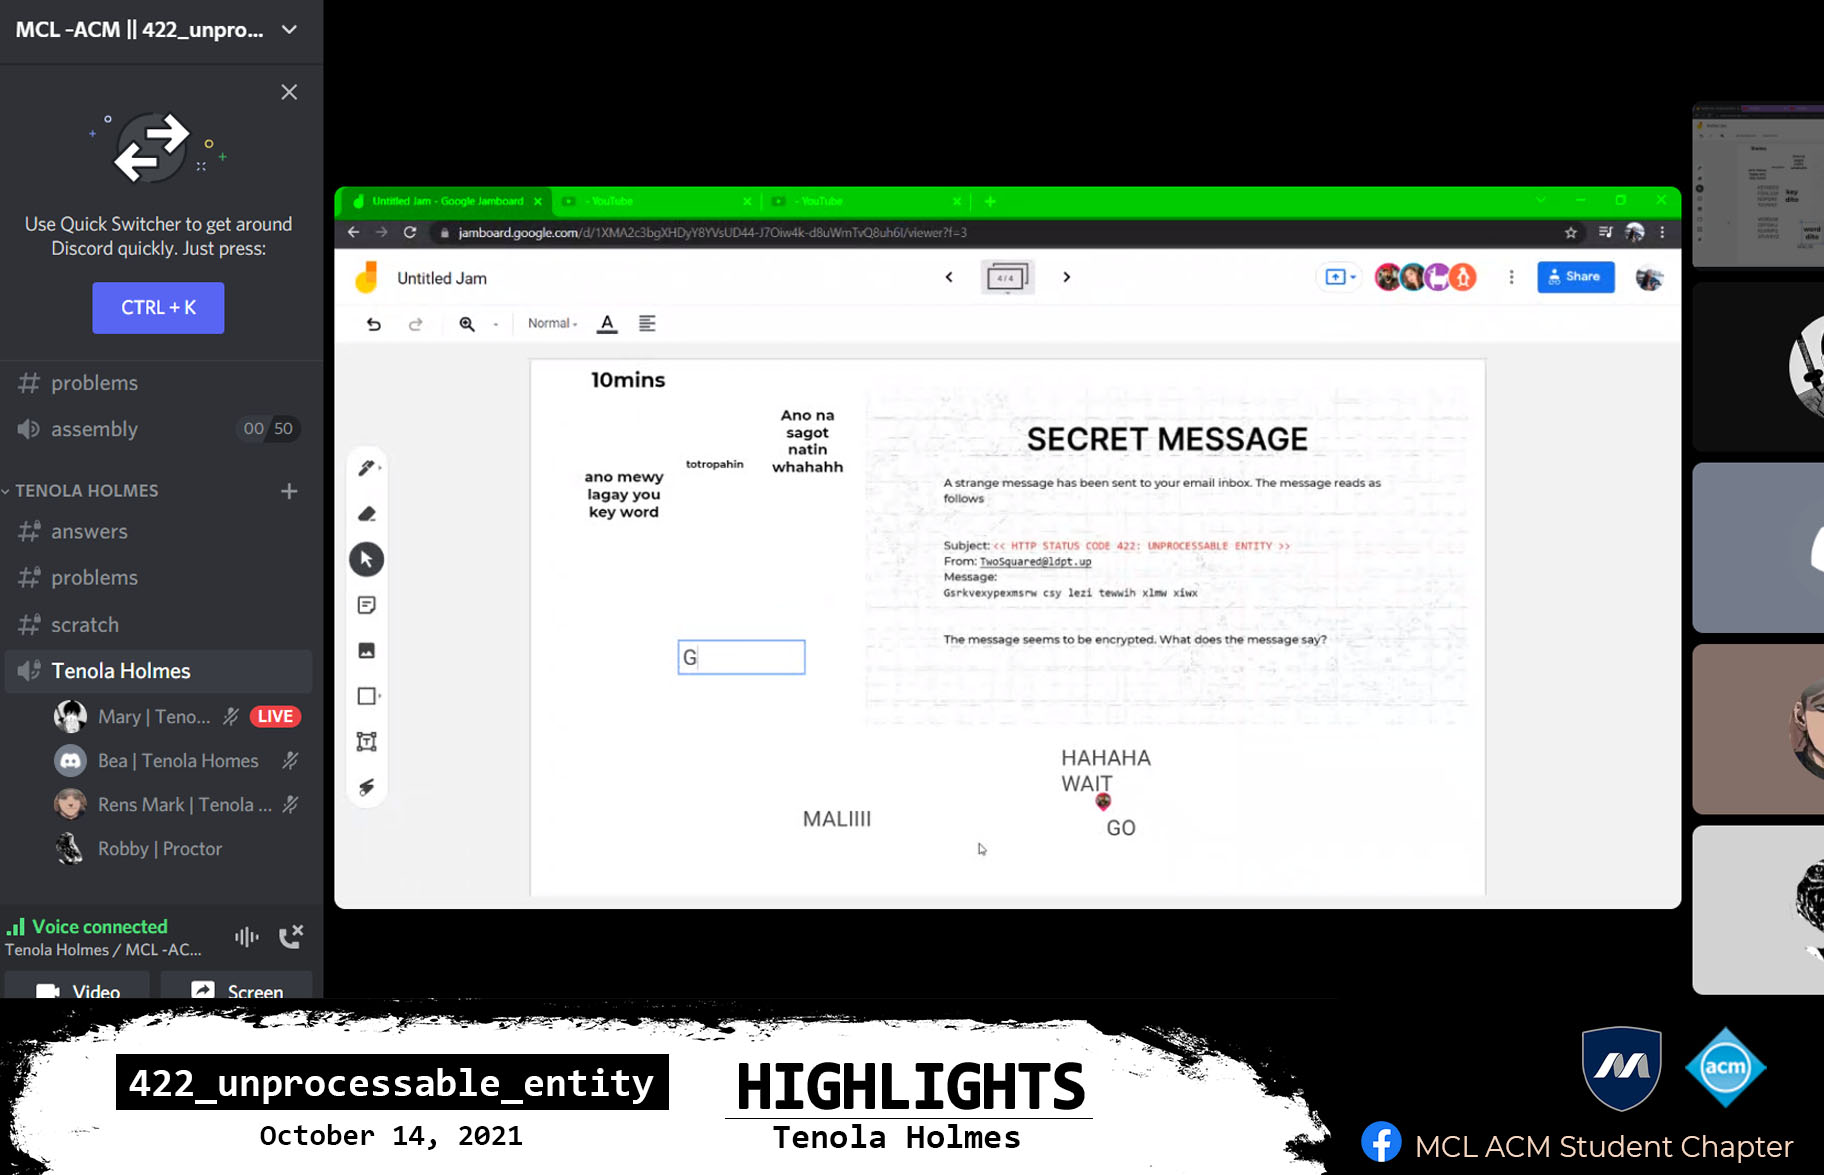 MCL -ACM || 422_unpro...
Use Quick Switcher to get around
Discord quickly. Just press:
CTRL + K
problems
assembly
00 50
TENOLA HOLMES
answers
problems
scratch
Tenola Holmes
Mary | Teno... LIVE
Bea | Tenola Homes
Rens Mark | Tenola ...
Robby | Proctor
Voice connected
Tenola Holmes / MCL -AC...
Video Screen
Untitled Jam - Google Jamboard
- YouTube
- YouTube
jamboard.google.com/d/1XMA2c3bgXHDyY8YVsUD44-J7Oiw4k-d8uWmTvQ8uh6I/viewer?f=3
Untitled Jam
4/4
Share
Normal
10mins
Ano na
sagot
natin
whahahh
totropahin
ano mewy
lagay you
key word
G
SECRET MESSAGE
A strange message has been sent to your email inbox. The message reads as
follows
Subject: << HTTP STATUS CODE 422: UNPROCESSABLE ENTITY >>
From: TwoSquared@ldpt.up
Message:
Gsrkvexypexmsrw csy lezi tewwih xlmw xiwx
The message seems to be encrypted. What does the message say?
HAHAHA
WAIT
MALIIII
GO
key
dito
word
dito
422_unprocessable_entity
October 14, 2021
HIGHLIGHTS
Tenola Holmes
acm
MCL ACM Student Chapter